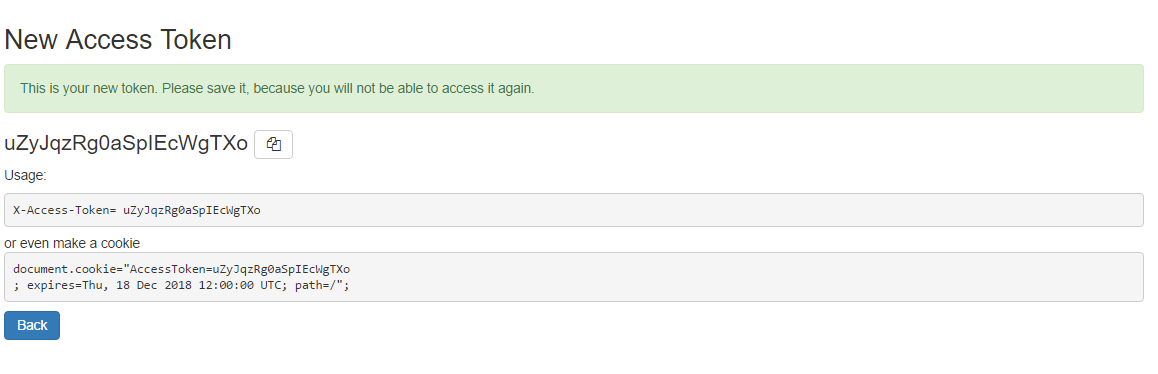 New Access Token
This is your new token. Please save it, because you will not be able to access it again.
uZyJqzRg0aSpIEcWgTXo
Usage:
X-Access-Token= uZyJqzRg0aSpIEcWgTXo
or even make a cookie
document.cookie="AccessToken=uZyJqzRg0aSpIEcWgTXo
; expires=Thu, 18 Dec 2018 12:00:00 UTC; path=/";
Back